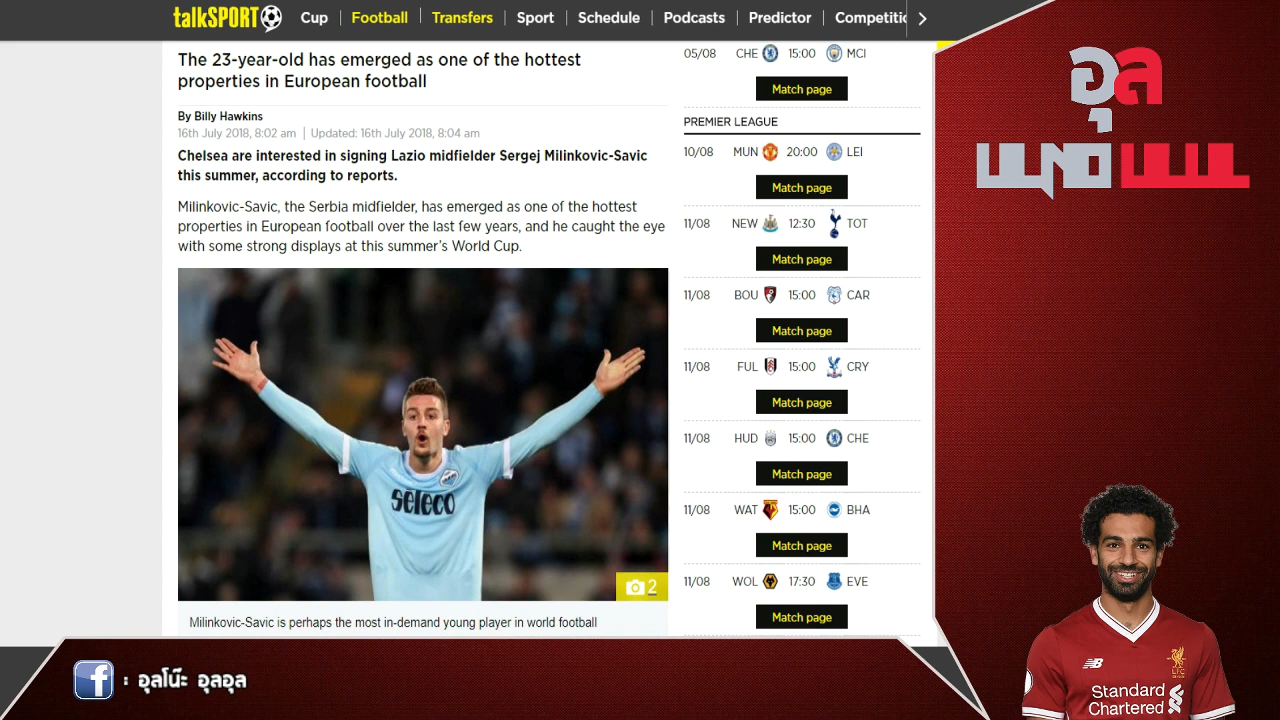 talkSPORT
Cup
Football
Transfers
Sport
Schedule
Podcasts
Predictor
The 23-year-old has emerged as one of the hottest
properties in European football
By Billy Hawkins
16th July 2018, 8:02 am | Updated: 16th July 2018, 8:04 am
Chelsea are interested in signing Lazio midfielder Sergej Milinkovic-Savic
this summer, according to reports.
Milinkovic-Savic, the Serbia midfielder, has emerged as one of the hottest
properties in European football over the last few years, and he caught the eye
with some strong displays at this summer's World Cup.
seleco
2
Milinkovic-Savic is perhaps the most in-demand young player in world football
05/08 CHE 15:00 MCI
Match page
PREMIER LEAGUE
10/08 MUN 20:00 LEI
Match page
11/08 NEW 12:30 TOT
Match page
11/08 BOU 15:00 CAR
Match page
11/08 FUL 15:00 CRY
Match page
11/08 HUD 15:00 CHE
Match page
11/08 WAT 15:00 BHA
Match page
11/08 WOL 17:30 EVE
Match page
อุล
NB
L.F.C.
Standard
Chartered
f : อุลโน๊ะ อุลอุล